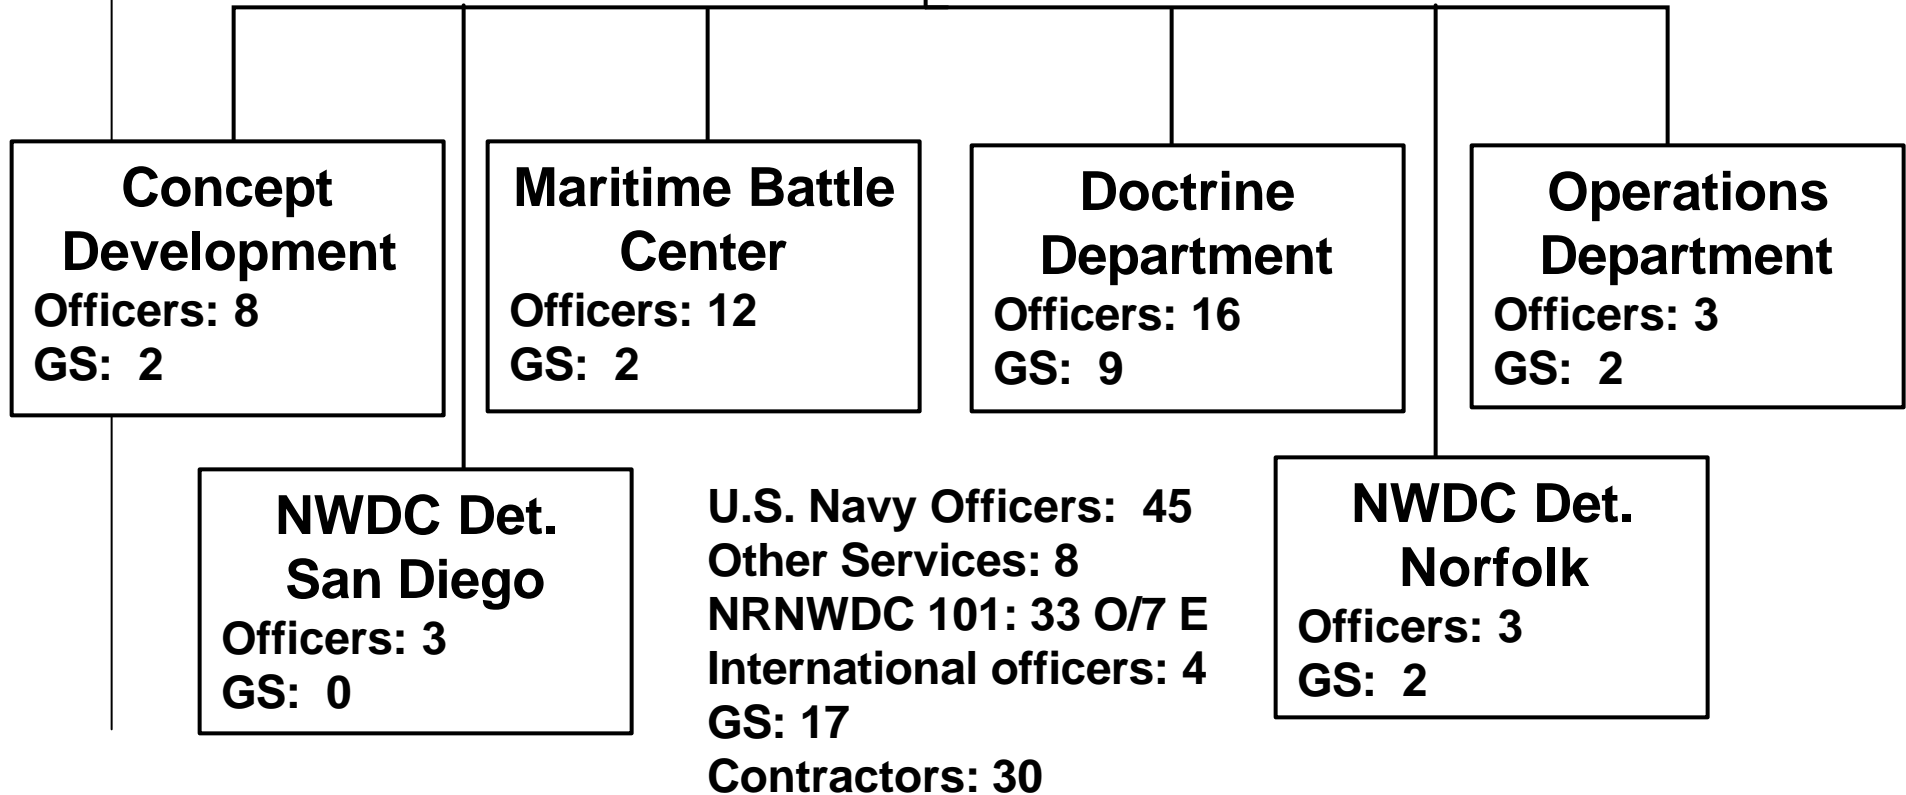 Concept
Development
Officers: 8
GS: 2
Maritime Battle
Center
Officers: 12
GS: 2
Doctrine
Department
Officers: 16
GS: 9
Operations
Department
Officers: 3
GS: 2
NWDC Det.
San Diego
Officers: 3
GS: 0
U.S. Navy Officers: 45
Other Services: 8
NRNWDC 101: 33 O/7 E
International officers: 4
GS: 17
Contractors: 30
NWDC Det.
Norfolk
Officers: 3
GS: 2